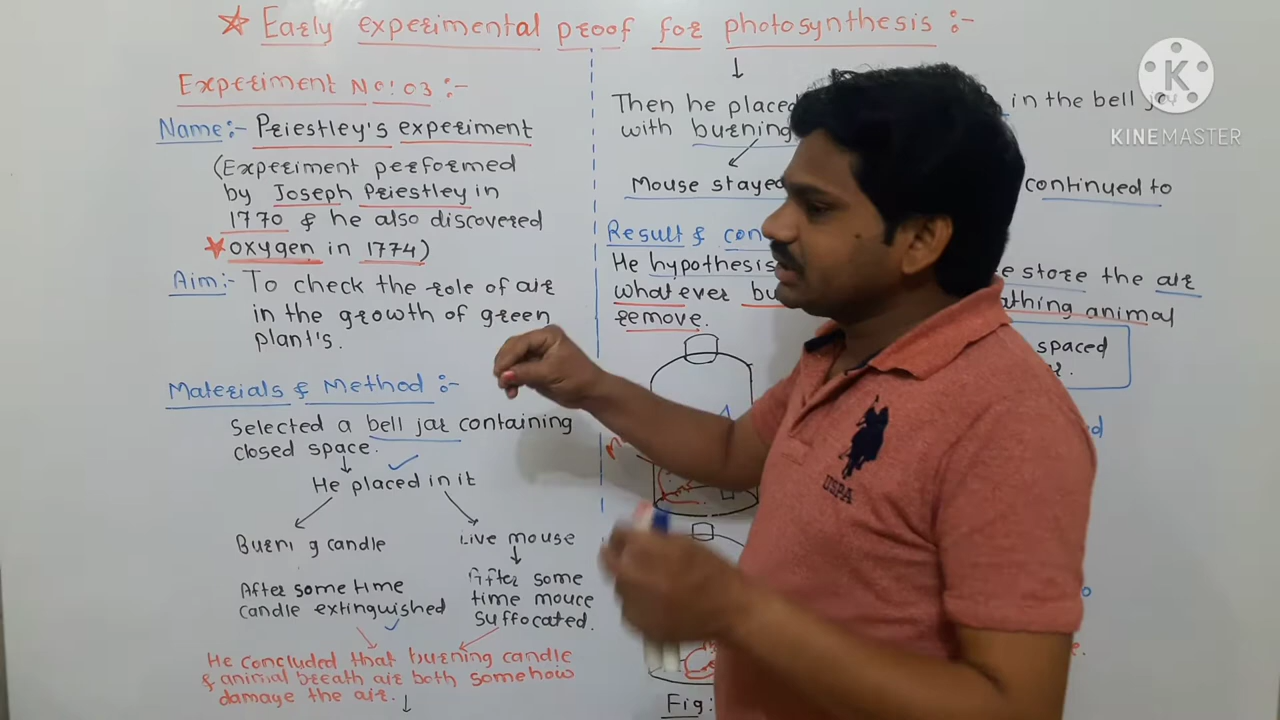 Early experimental proof for photosynthesis :-
Experiment No! 03 :-
Name:- Priestley's experiment
(Experiment performed
by Joseph Priestley in
1770 & he also discovered
oxygen in 1774)
Aim:- To check the role of air
in the growth of green
plant's.
Materials & Method :-
Selected a bell jar containing
closed space.
He placed in it
Burni g candle
Live mouse
After some time
candle extinguished
After some
time mouce
suffocated.
He concluded that burning candle
& animal breath air both somehow
damage the air.
Then he placed in the bell jar
with burning
Mouse stayed continued to
Result &
He hypothesis store the air
whatever animal
remove.
spaced
Fig:
K
KINEMASTER
USPA